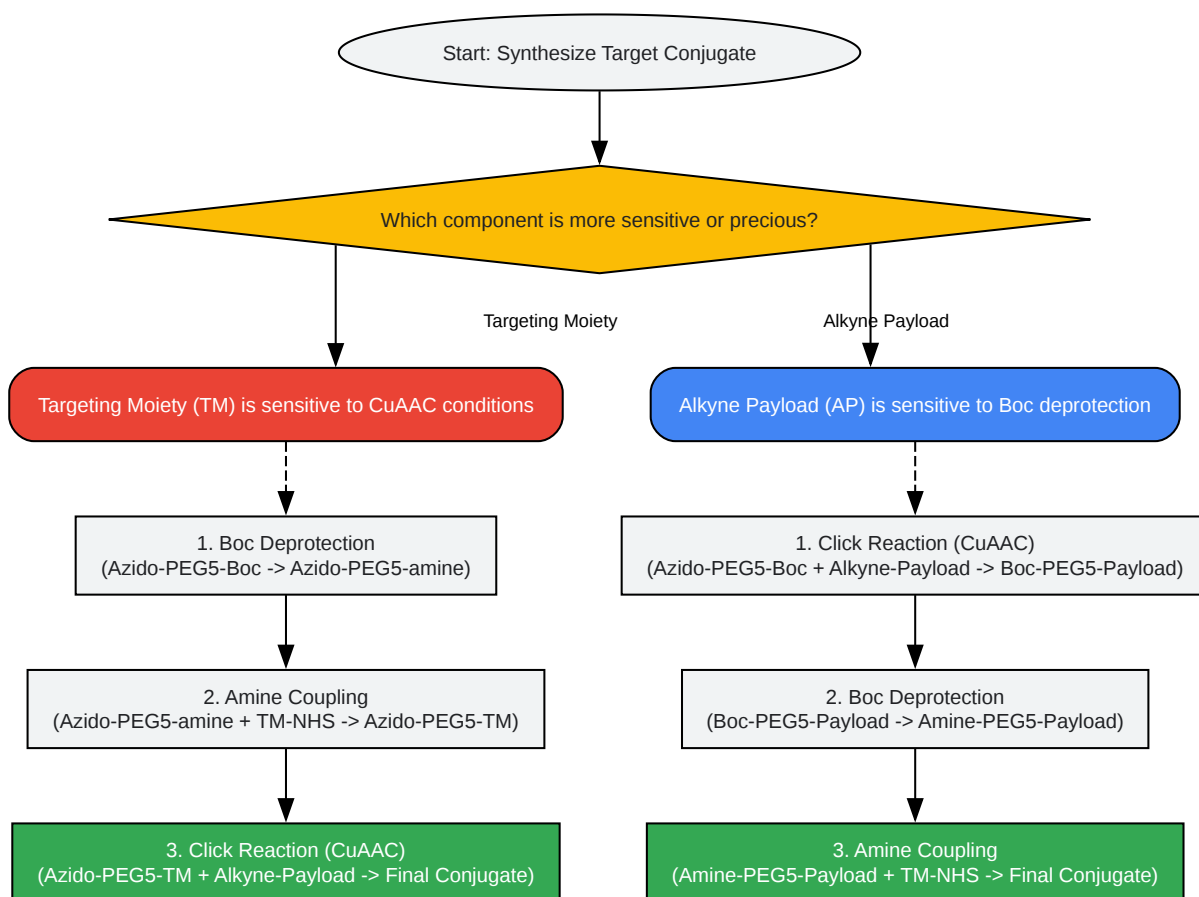 Start: Synthesize Target Conjugate
Which component is more sensitive or precious?
Targeting Moiety
Alkyne Payload
Targeting Moiety (TM) is sensitive to CuAAC conditions
Alkyne Payload (AP) is sensitive to Boc deprotection
1. Boc Deprotection
(Azido-PEG5-Boc -> Azido-PEG5-amine)
1. Click Reaction (CuAAC)
(Azido-PEG5-Boc + Alkyne-Payload -> Boc-PEG5-Payload)
2. Amine Coupling
(Azido-PEG5-amine + TM-NHS -> Azido-PEG5-TM)
2. Boc Deprotection
(Boc-PEG5-Payload -> Amine-PEG5-Payload)
3. Click Reaction (CuAAC)
(Azido-PEG5-TM + Alkyne-Payload -> Final Conjugate)
3. Amine Coupling
(Amine-PEG5-Payload + TM-NHS -> Final Conjugate)